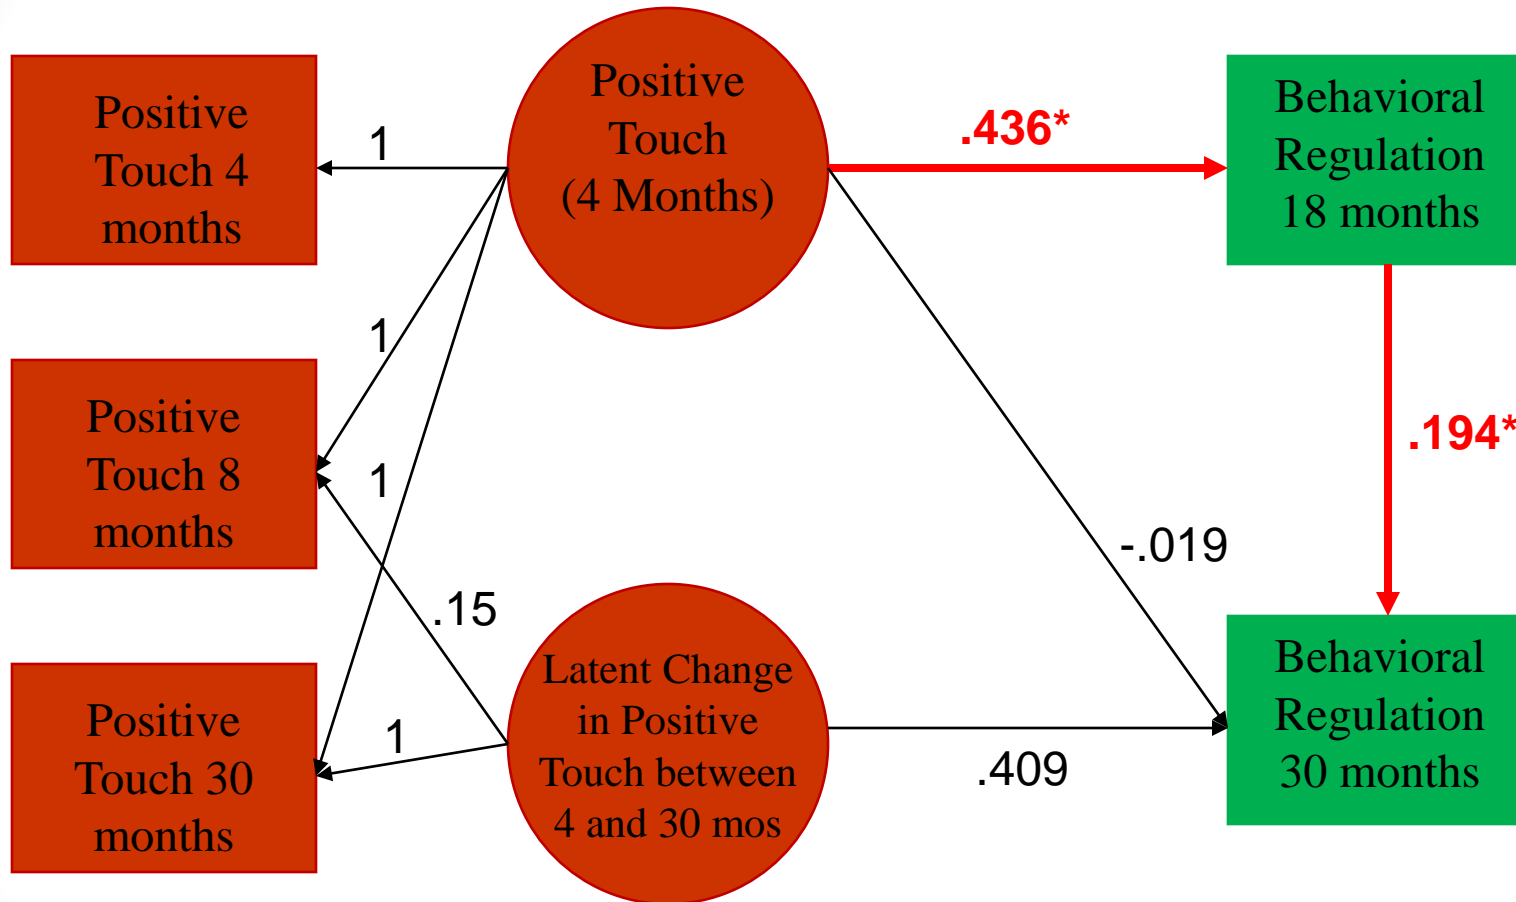 Positive
Touch 4
months
1
Positive
Touch
(4 Months)
.436*
Behavioral
Regulation
18 months
1
Positive
Touch 8
months
1
.194*
-.019
.15
Positive
Touch 30
months
1
Latent Change
in Positive
Touch between
4 and 30 mos
.409
Behavioral
Regulation
30 months